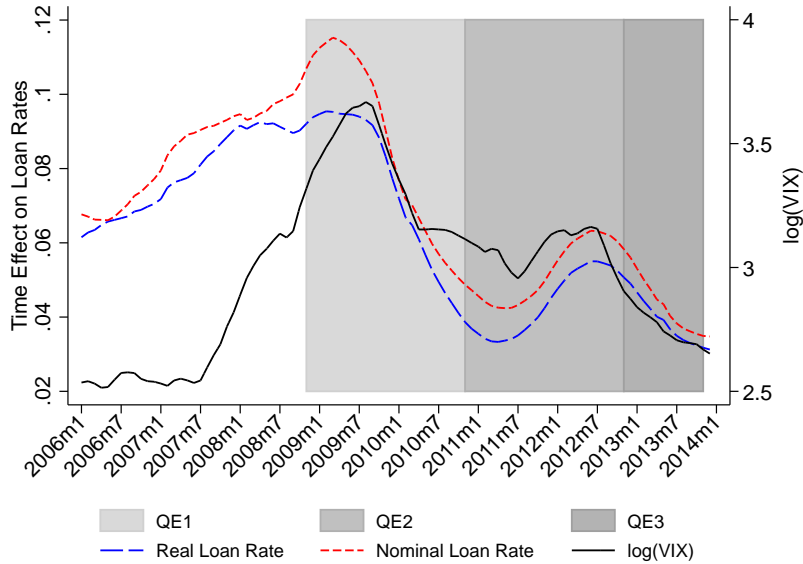 Time Effect on Loan Rates
.12
.1
.08
.06
.04
.02
4
3.5
3
2.5
log(VIX)
2006m1
2006m7
2007m1
2007m7
2008m1
2008m7
2009m1
2009m7
2010m1
2010m7
2011m1
2011m7
2012m1
2012m7
2013m1
2013m7
2014m1
QE1 QE2 QE3
Real Loan Rate Nominal Loan Rate log(VIX)